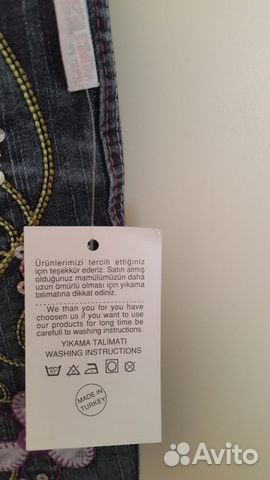 Ürünlerimizi tercih ettiğiniz
için teşekkür ederiz. Satın almış
olduğunuz mamülümüzün daha
uzun ömürlü olması için yıkama
talimatına dikkat ediniz.
We than you for you have
choosen us if you want to use
our products for long time be
carefull to washing instructions.
YIKAMA TALİMATI
WASHING INSTRUCTIONS
MADE IN
TURKEY
Avito